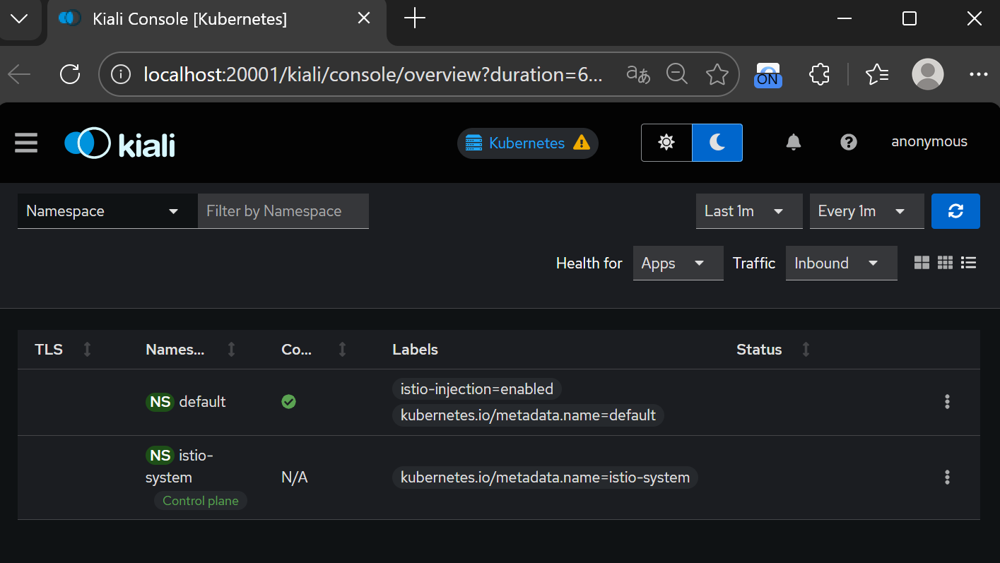 Kiali Console [Kubernetes]
localhost:20001/kiali/console/overview?duration=6...
aあ
ON
kiali
Kubernetes
anonymous
Namespace
Filter by Namespace
Last 1m
Every 1m
Health for
Apps
Traffic
Inbound
TLS
Names...
Co...
Labels
Status
NS default
istio-injection=enabled
kubernetes.io/metadata.name=default
NS istio-
system
Control plane
N/A
kubernetes.io/metadata.name=istio-system